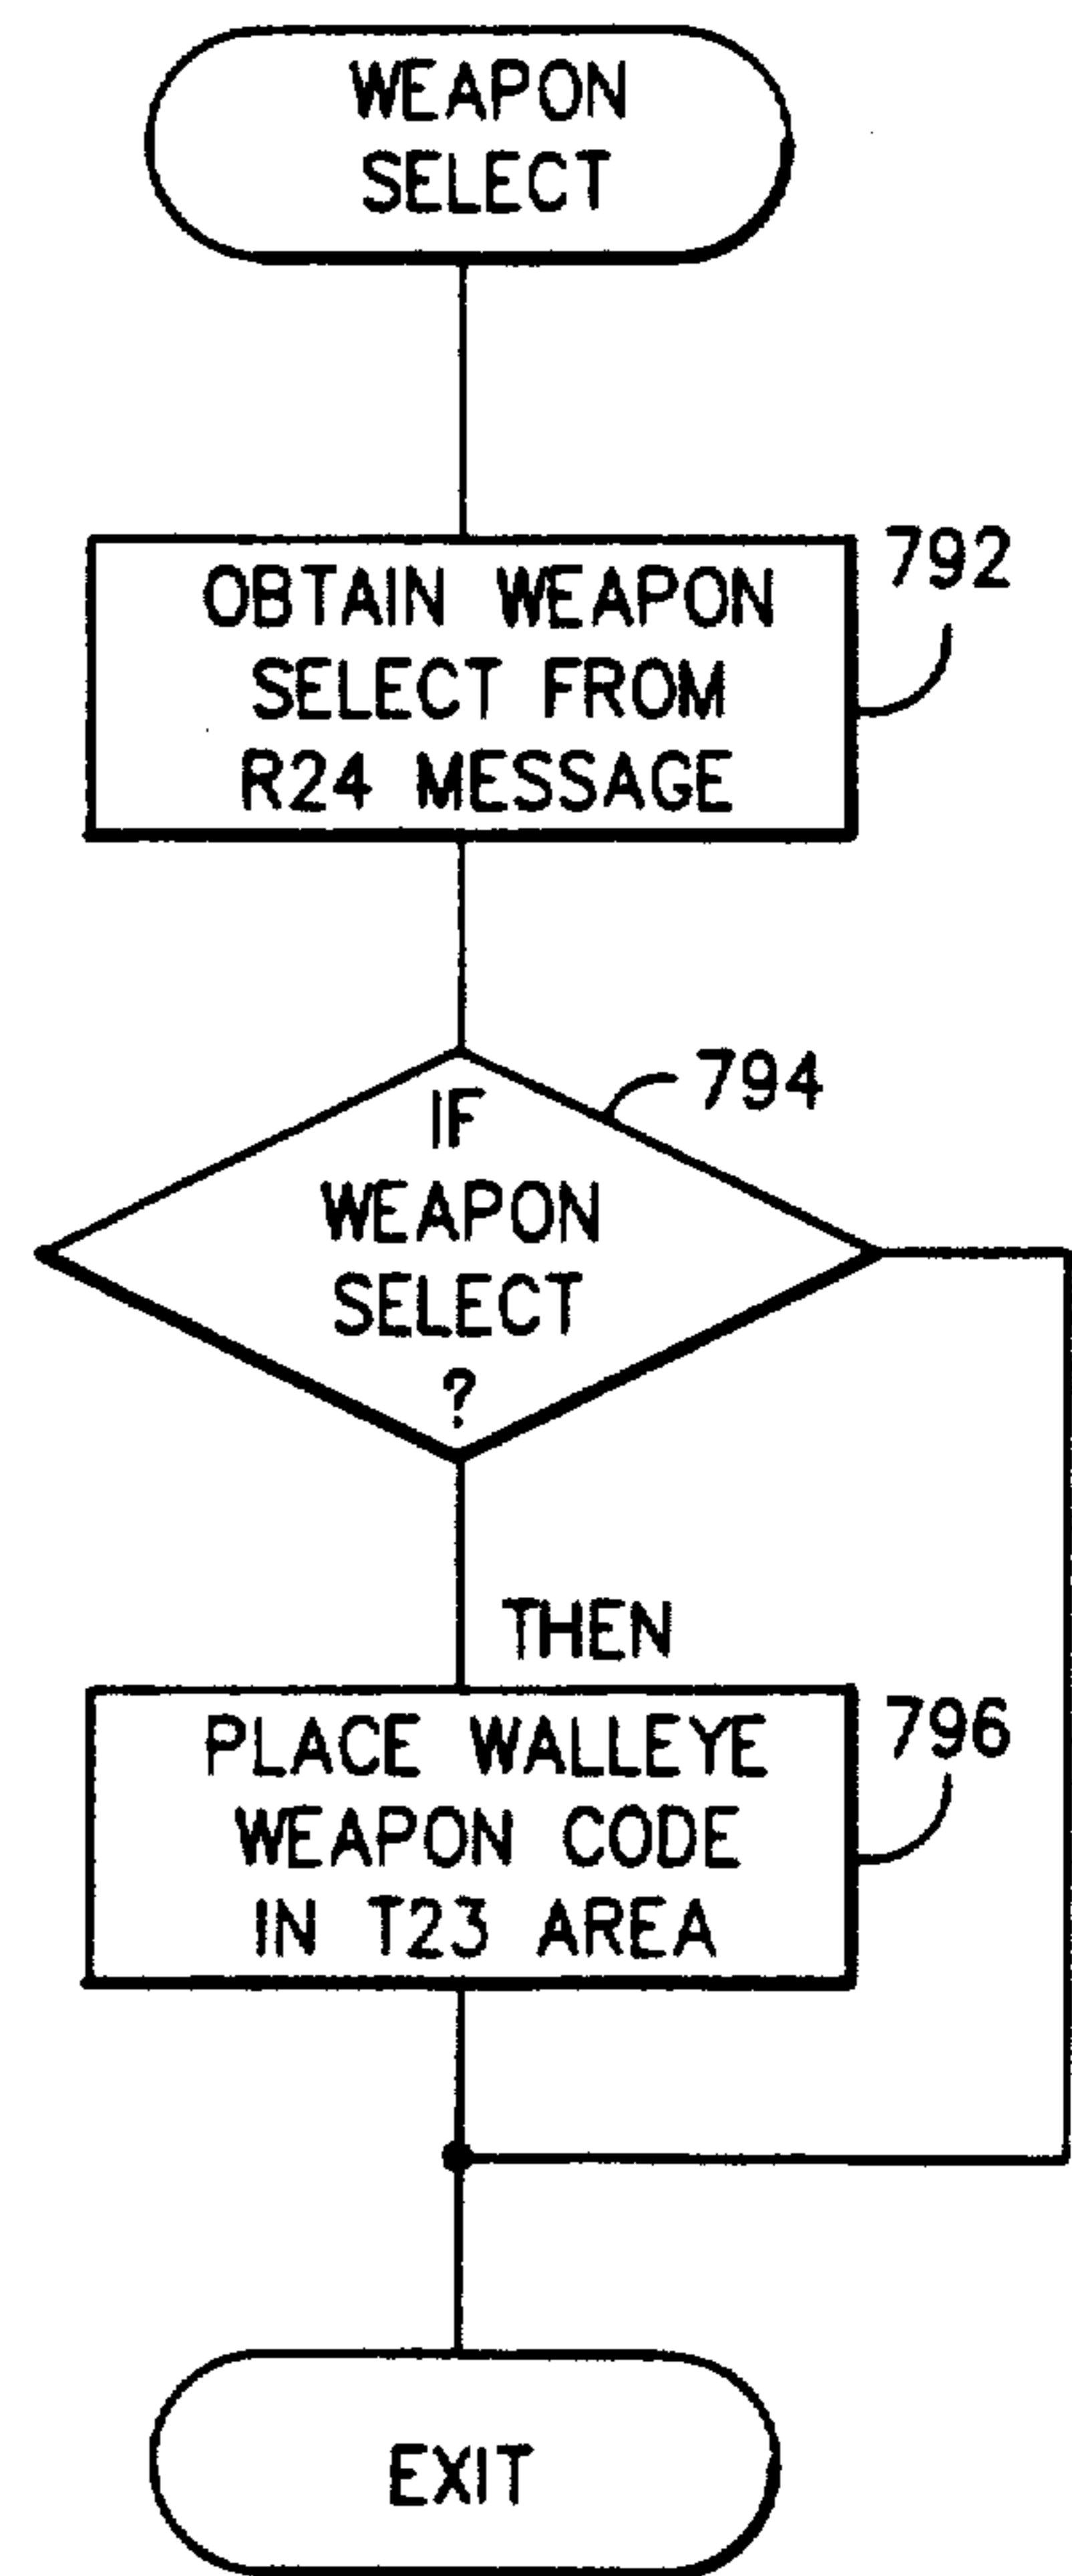 WEAPON
SELECT
OBTAIN WEAPON
SELECT FROM
R24 MESSAGE
792
IF
WEAPON
SELECT
?
794
THEN
PLACE WALLEYE
WEAPON CODE
IN T23 AREA
796
EXIT